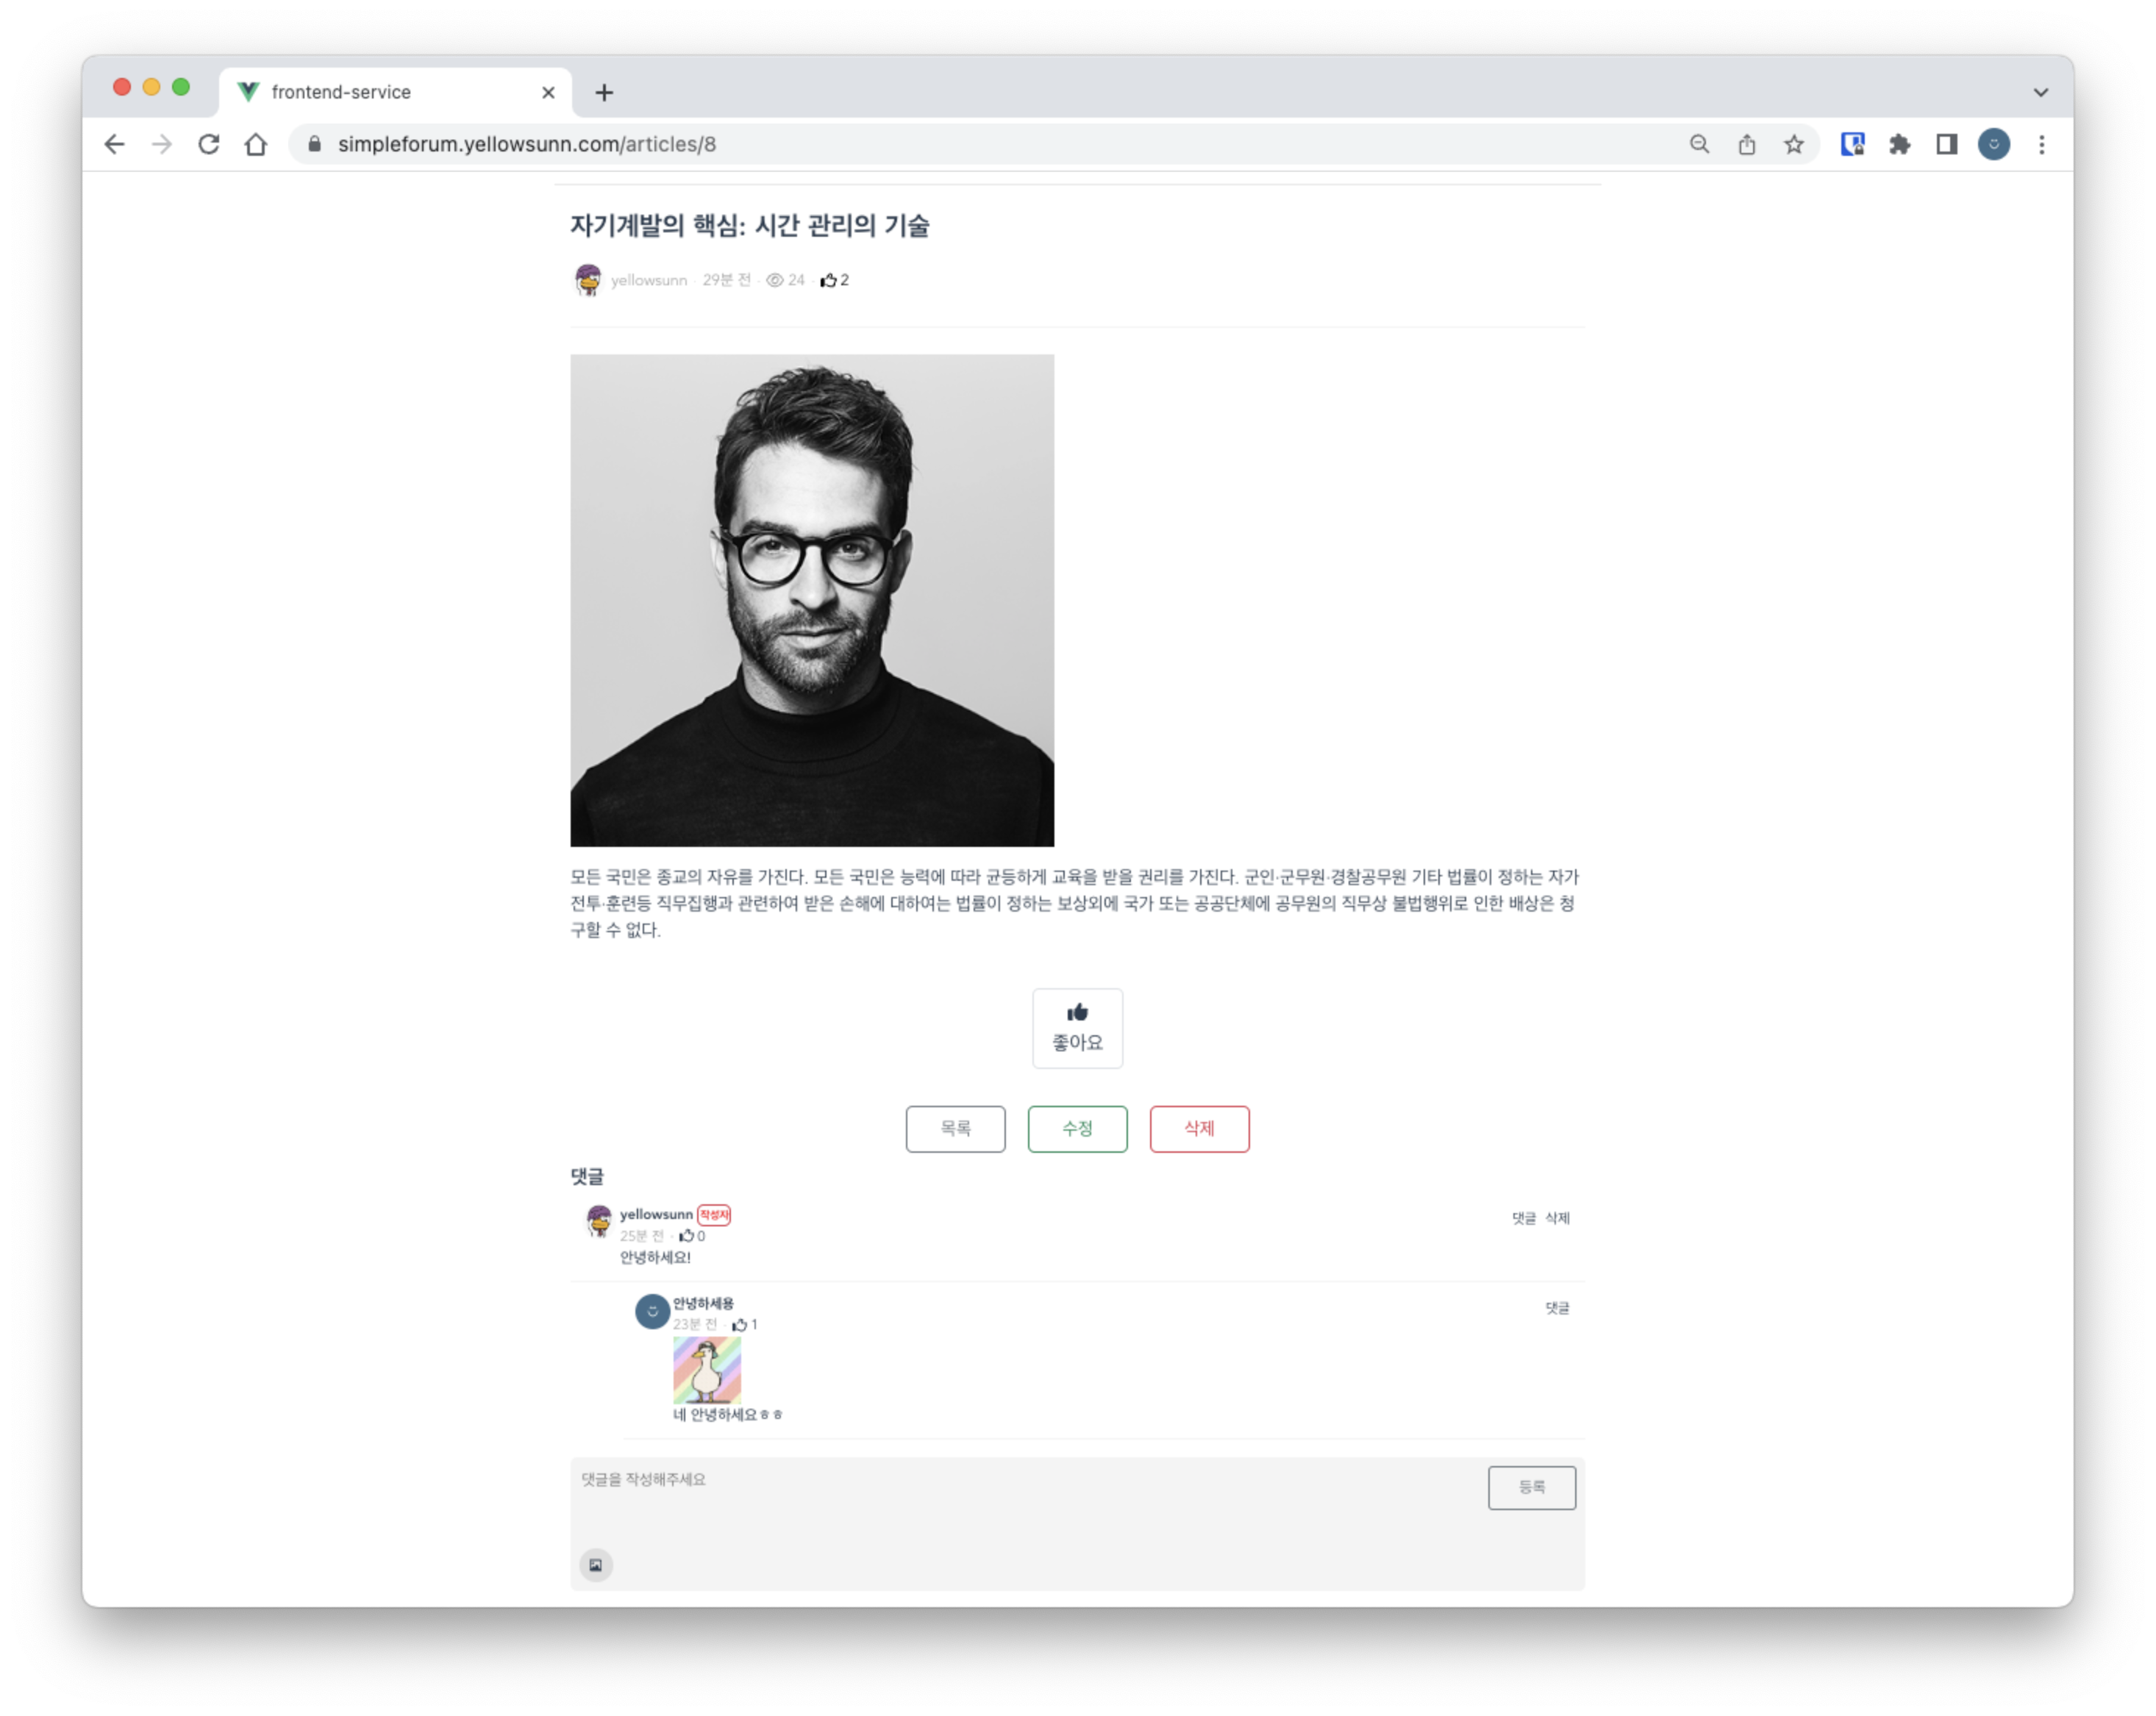 frontend-service
simpleforum.yellowsunn.com/articles/8
자기계발의 핵심: 시간 관리의 기술
yellowsunn · 29분 전 · 24 · 2
모든 국민은 종교의 자유를 가진다. 모든 국민은 능력에 따라 균등하게 교육을 받을 권리를 가진다. 군인·군무원·경찰공무원 기타 법률이 정하는 자가
전투·훈련등 직무집행과 관련하여 받은 손해에 대하여는 법률이 정하는 보상외에 국가 또는 공공단체에 공무원의 직무상 불법행위로 인한 배상은 청
구할 수 없다.
좋아요
목록 수정 삭제
댓글
yellowsunn 작성자 댓글 삭제
25분 전 · 0
안녕하세요!
안녕하세용 댓글
23분 전 · 1
네 안녕하세요ㅎㅎ
댓글을 작성해주세요 등록